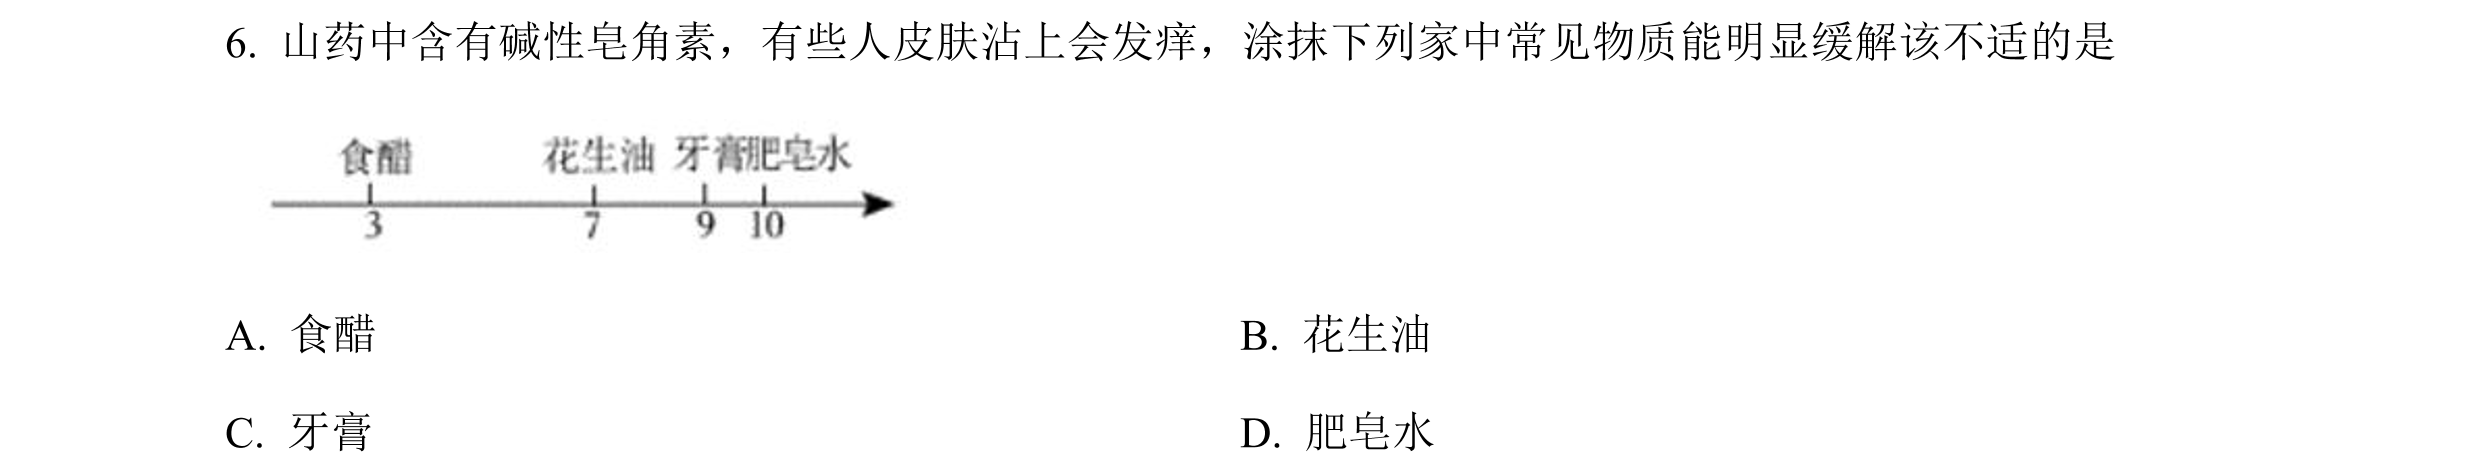 6. 山药中含有碱性皂角素，有些人皮肤沾上会发痒，涂抹下列家中常见物质能明显缓解该不适的是
食醋 花生油 牙膏 肥皂水
3 7 9 10
A. 食醋 B. 花生油
C. 牙膏 D. 肥皂水